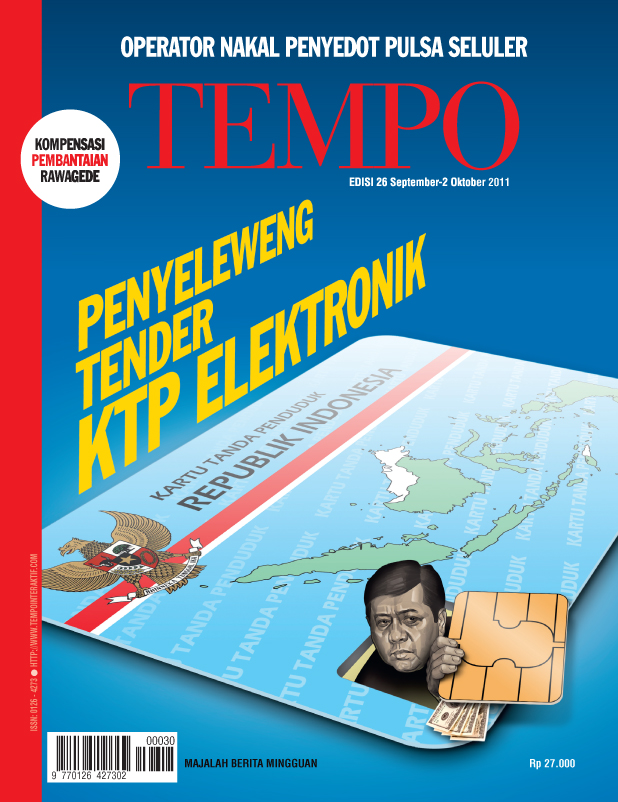 OPERATOR NAKAL PENYEDOT PULSA SELULER
TEMPO
EDISI 26 September-2 Oktober 2011
KOMPENSASI
PEMBANTAIAN
RAWAGEDE
PENYELEWENG
TENDER
KTP ELEKTRONIK
KARTU TANDA PENDUDUK
REPUBLIK INDONESIA
ISSN: 0126 - 4273 ● HTTP://WWW.TEMPOINTERAKTIF.COM
00030
9 770126 427302
MAJALAH BERITA MINGGUAN
Rp 27.000